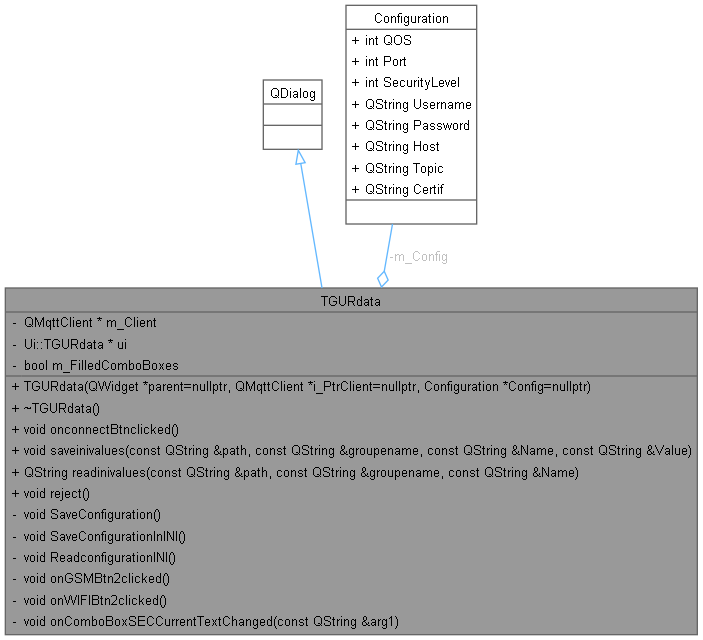 Configuration
+ int QOS
+ int Port
+ int SecurityLevel
+ QString Username
+ QString Password
+ QString Host
+ QString Topic
+ QString Certif
QDialog
-m_Config
TGURdata
- QMqttClient * m_Client
- Ui::TGURdata * ui
- bool m_FilledComboBoxes
+ TGURdata(QWidget *parent=nullptr, QMqttClient *i_PtrClient=nullptr, Configuration *Config=nullptr)
+ ~TGURdata()
+ void onconnectBtnclicked()
+ void saveinivalues(const QString &path, const QString &groupename, const QString &Name, const QString &Value)
+ QString readinivalues(const QString &path, const QString &groupename, const QString &Name)
+ void reject()
- void SaveConfiguration()
- void SaveConfigurationInINI()
- void ReadconfigurationINI()
- void onGSMBtn2clicked()
- void onWIFIBtn2clicked()
- void onComboBoxSECCurrentTextChanged(const QString &arg1)